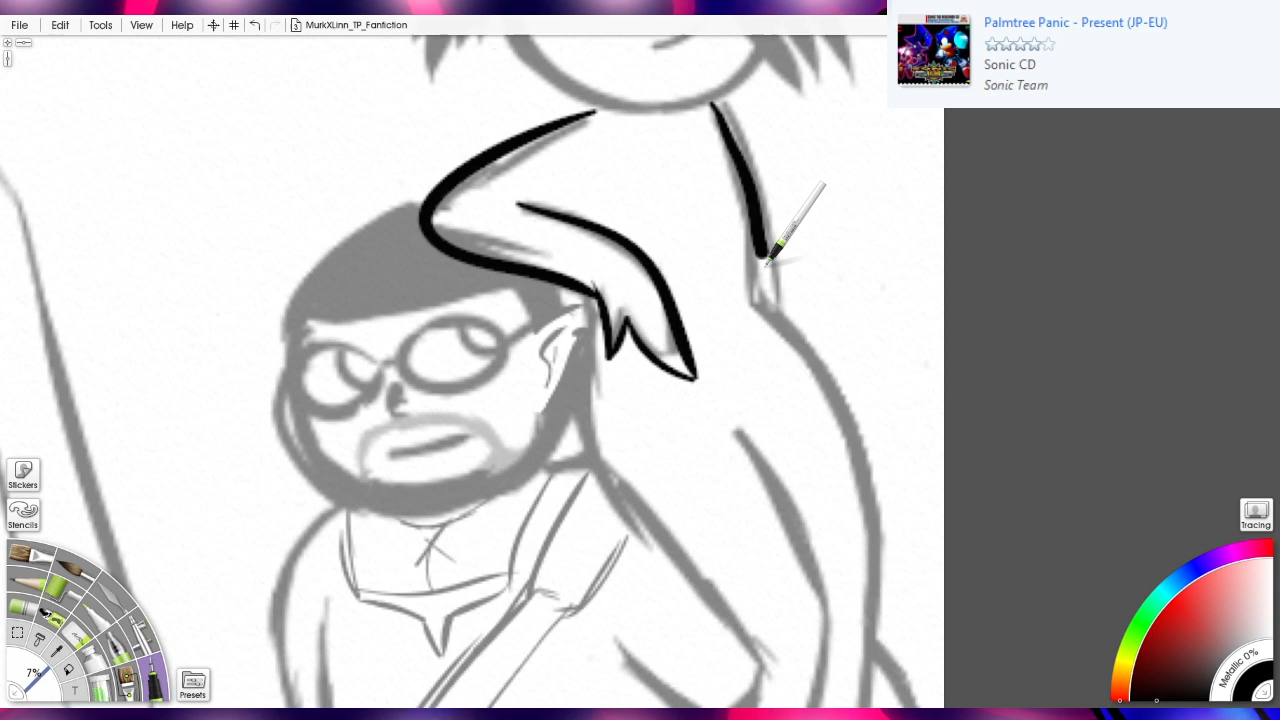 File Edit Tools View Help MurkXLinn_TP_Fanfiction
Palmtree Panic - Present (JP-EU)
Sonic CD
Sonic Team
Stickers
Stencils
7%
T
Presets
Tracing
Metallic 0%